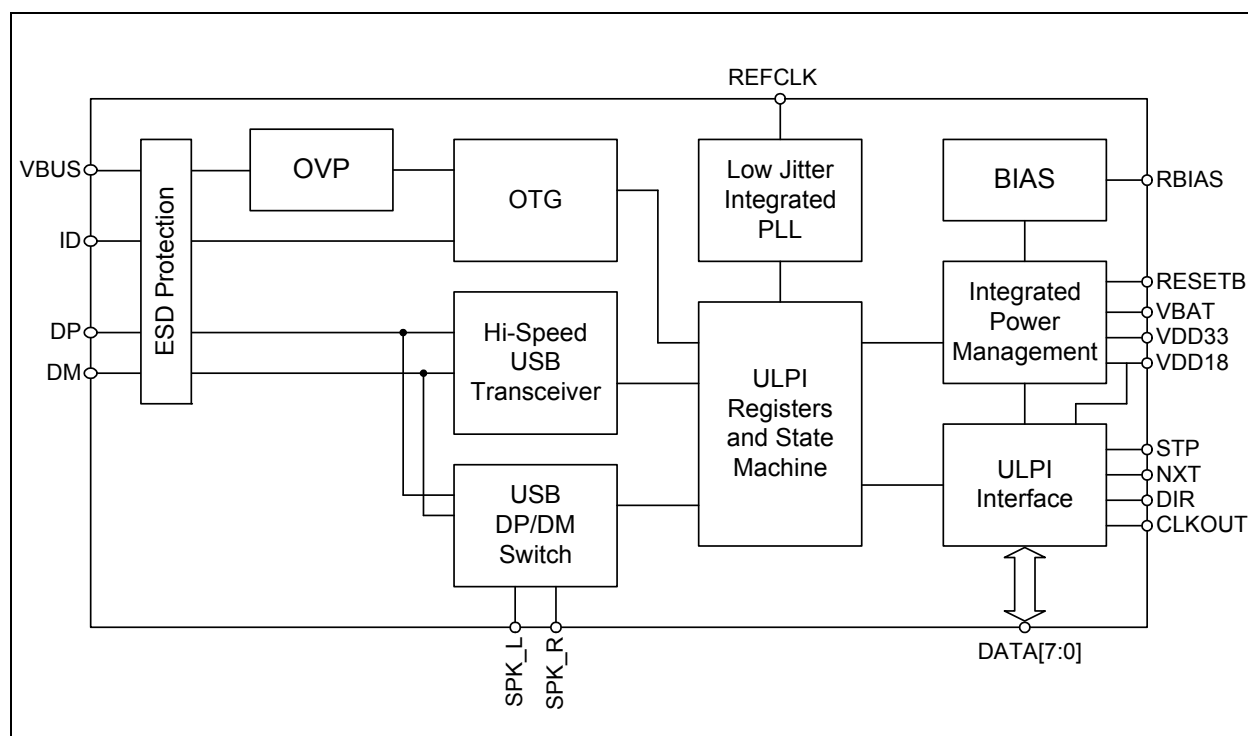 REFCLK
VBUS
ID
DP
DM
ESD Protection
OVP
OTG
Low Jitter
Integrated
PLL
BIAS
RBIAS
Hi-Speed
USB
Transceiver
ULPI
Registers
and State
Machine
Integrated
Power
Management
RESETB
VBAT
VDD33
VDD18
USB
DP/DM
Switch
ULPI
Interface
STP
NXT
DIR
CLKOUT
SPK_L
SPK_R
DATA[7:0]